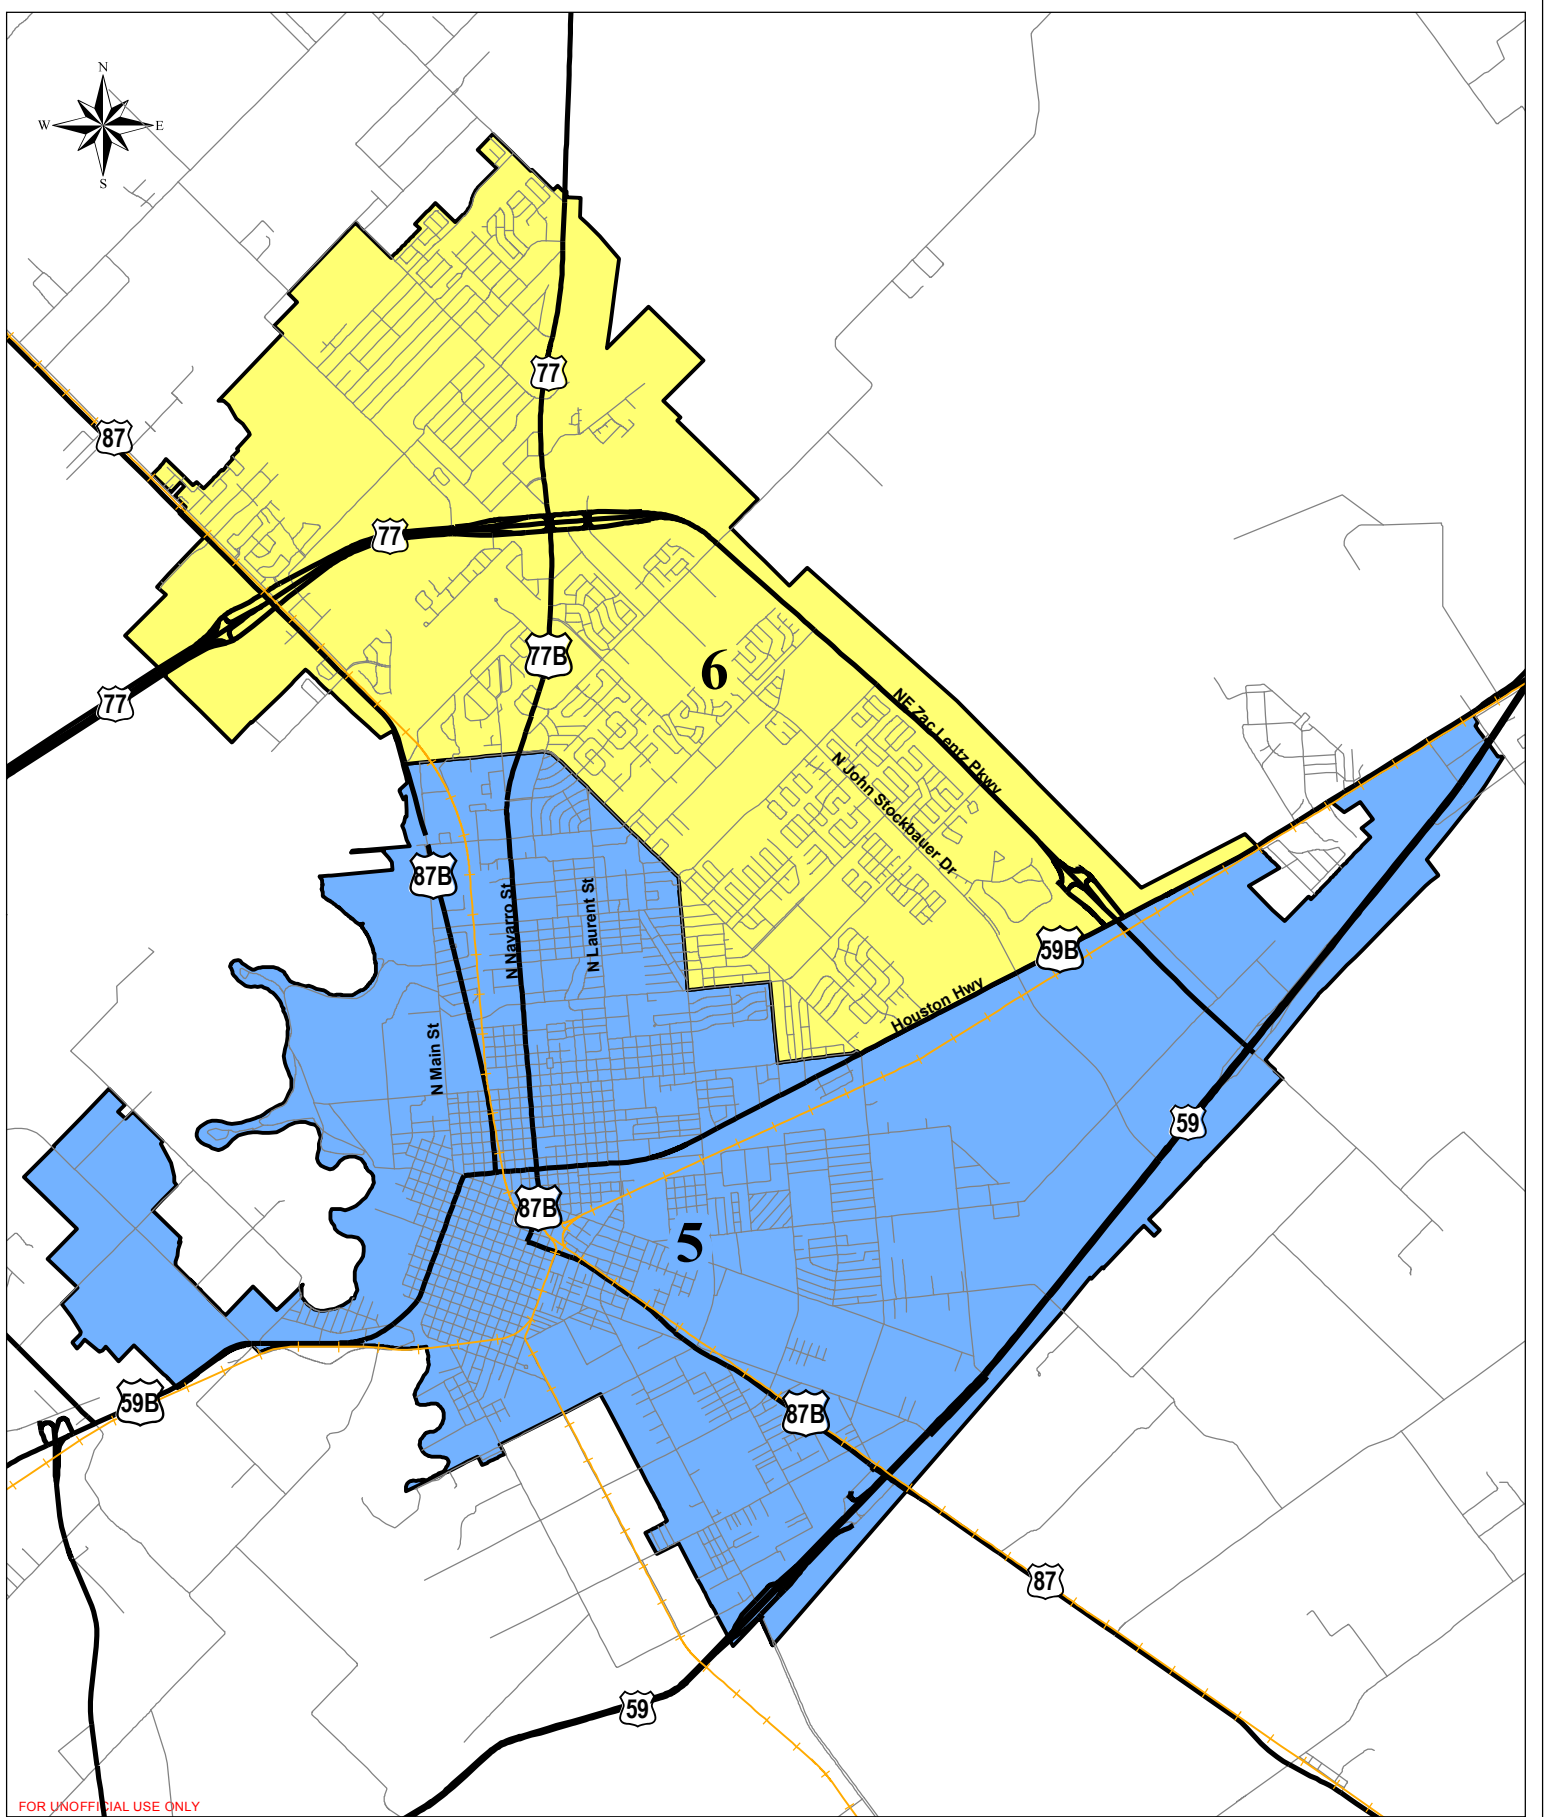 N
W
E
S
77
87
77
77B
6
77
NE Zac Lentz Pkwy
N John Stockbauer Dr
87B
N Navarro St
N Laurent St
59B
Houston Hwy
N Main St
59
87B
5
59B
87B
87
59
FOR UNOFFICIAL USE ONLY